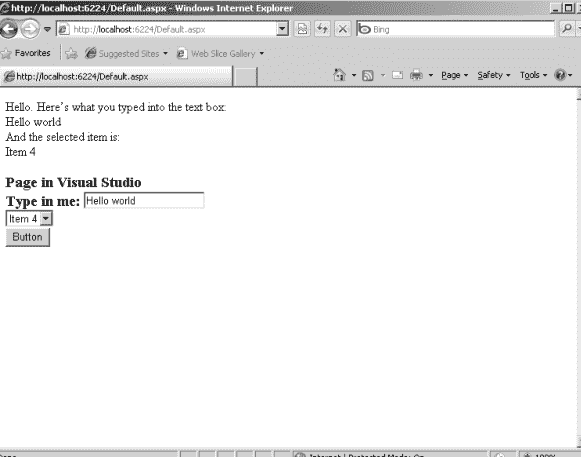 http://localhost:6224/Default.aspx - Windows Internet Explorer
http://localhost:6224/Default.aspx
Bing
Favorites
Suggested Sites
Web Slice Gallery
http://localhost:6224/Default.aspx
Page
Safety
Tools
Hello. Here's what you typed into the text box:
Hello world
And the selected item is:
Item 4
Page in Visual Studio
Type in me: Hello world
Item 4
Button
Internet | Protected Mode: On
100%